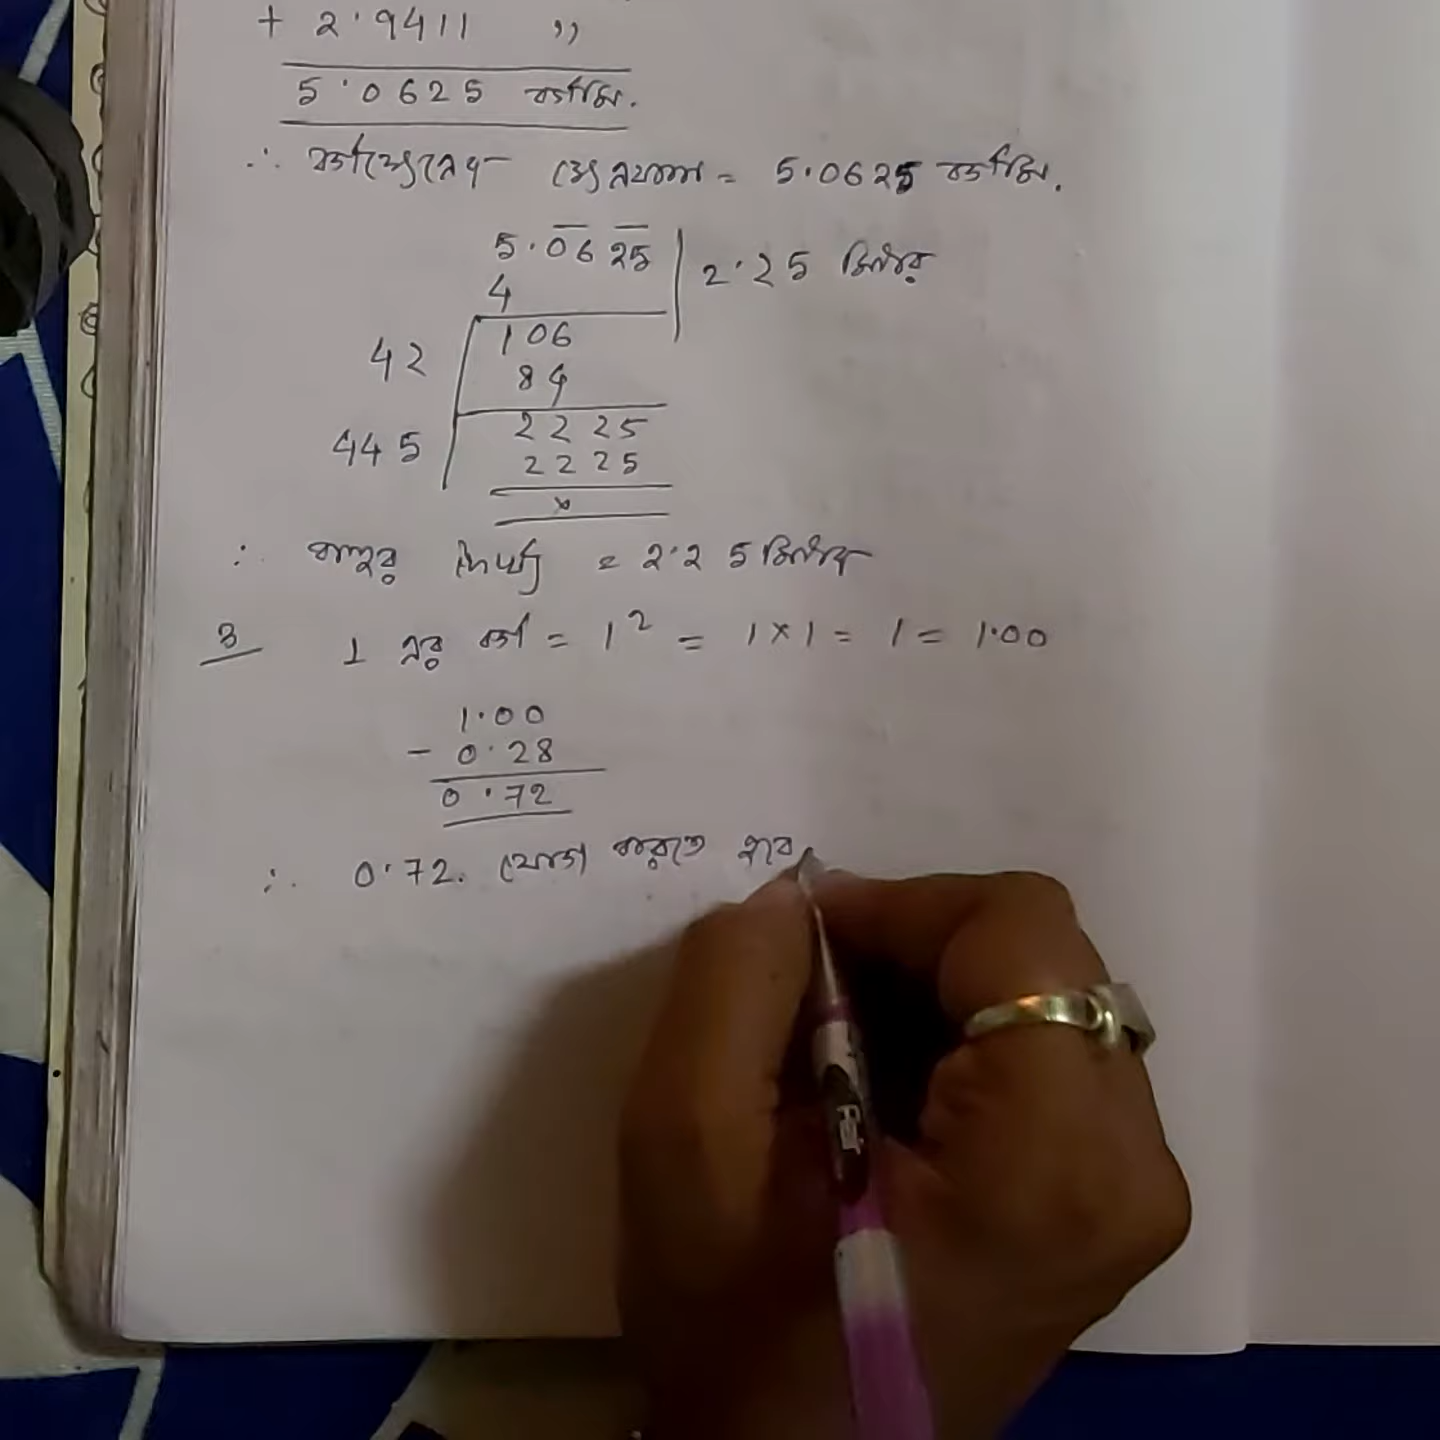 + 2.9411 ,,
5.0625 বর্গমি.
∴ বর্গক্ষেত্রের ক্ষেত্রফল = 5.0625 বর্গমি.
5.06 25 | 2.25 মিটার
4
42 | 106
84
445 | 2225
2225
×
∴ বাহুর দৈর্ঘ্য = 2.25 মিটার
3 1 এর বর্গ = 1² = 1×1 = 1 = 1.00
1.00
- 0.28
0.72
∴ 0.72. যোগ করতে হবে